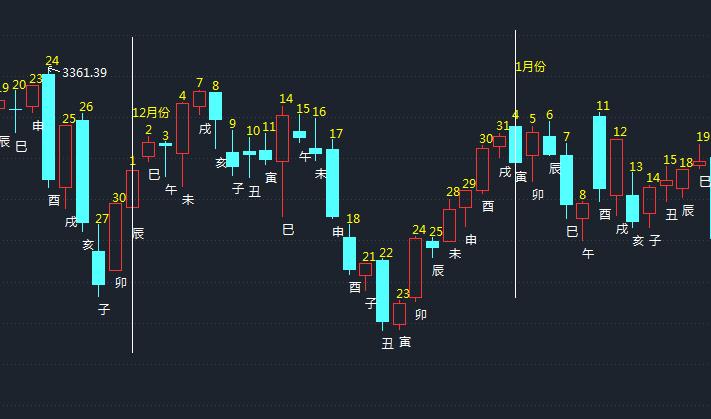 19
20
23
24
3361.39
25
26
27
30
1
12月份
2
3
4
7
8
9
10
11
14
15
16
17
18
21
22
23
24
25
28
29
30
31
1月份
4
5
6
7
8
11
12
13
14
15
18
19
辰
巳
申
酉
戌
亥
子
卯
辰
巳
午
未
戌
亥
子
丑
寅
巳
午
未
申
酉
子
丑
寅
卯
辰
未
申
酉
戌
寅
卯
辰
巳
午
酉
戌
亥
子
丑
辰
巳